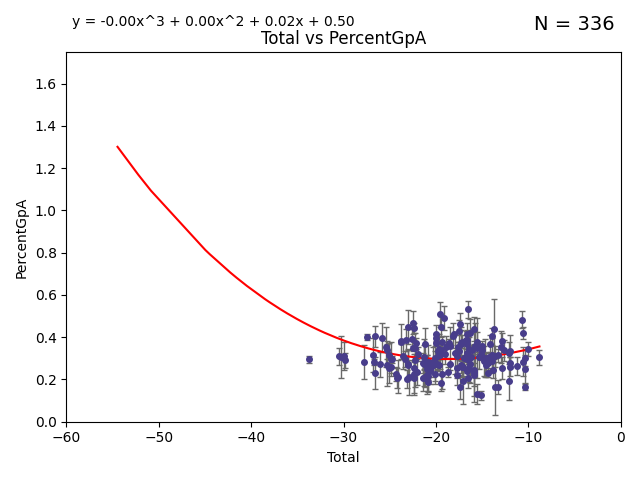 y = -0.00x^3 + 0.00x^2 + 0.02x + 0.50
N = 336
Total vs PercentGpA
PercentGpA
1.6
1.4
1.2
1.0
0.8
0.6
0.4
0.2
0.0
−60 −50 −40 −30 −20 −10 0
Total